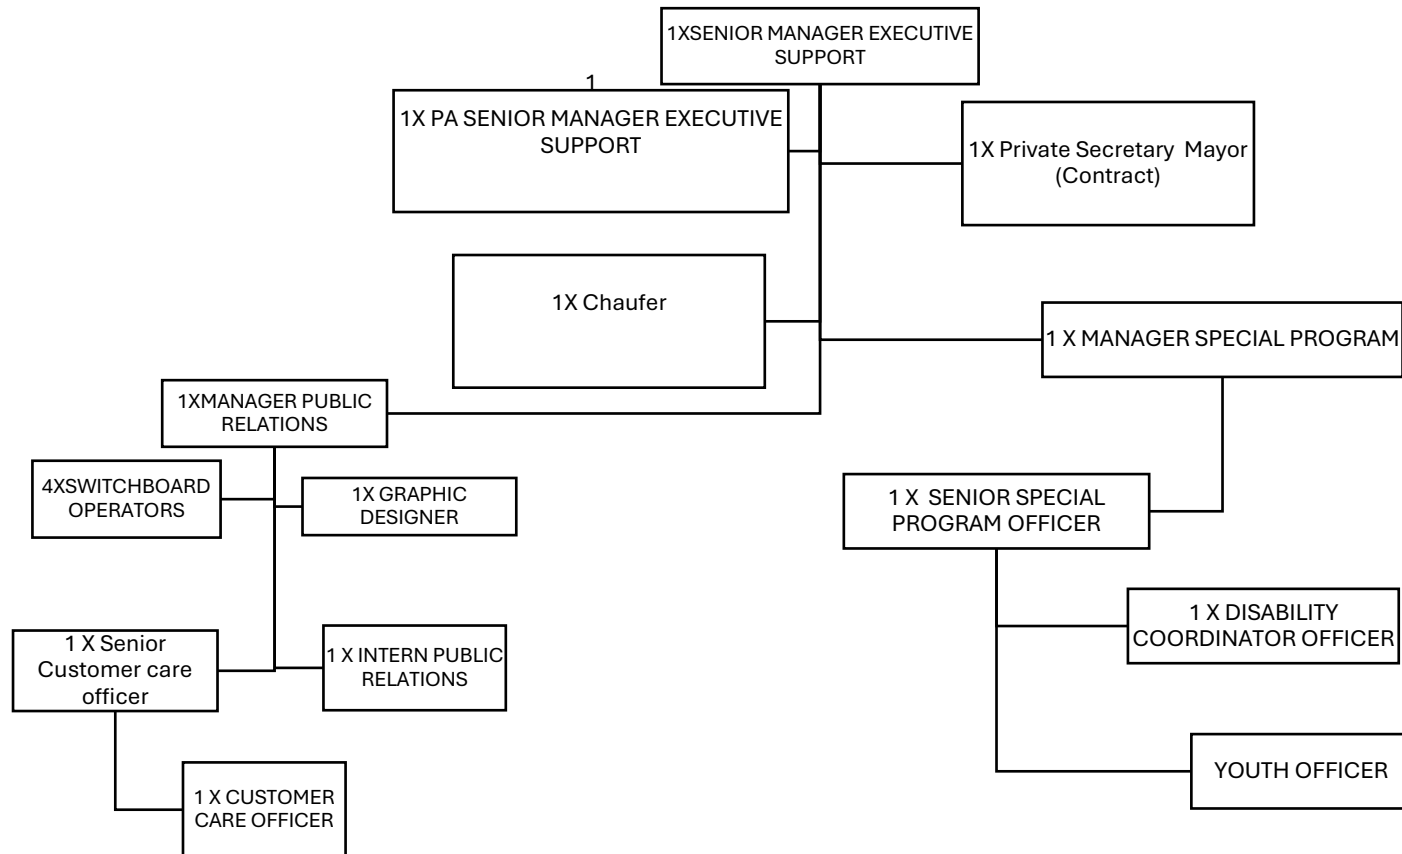 1XSENIOR MANAGER EXECUTIVE
SUPPORT
1
1X PA SENIOR MANAGER EXECUTIVE
SUPPORT
1X Private Secretary  Mayor
(Contract)
1X Chaufer
1 X MANAGER SPECIAL PROGRAM
1XMANAGER PUBLIC
RELATIONS
4XSWITCHBOARD
OPERATORS
1X GRAPHIC
DESIGNER
1 X  SENIOR SPECIAL
PROGRAM OFFICER
1 X DISABILITY
COORDINATOR OFFICER
1 X Senior
Customer care
officer
1 X INTERN PUBLIC
RELATIONS
YOUTH OFFICER
1 X CUSTOMER
CARE OFFICER